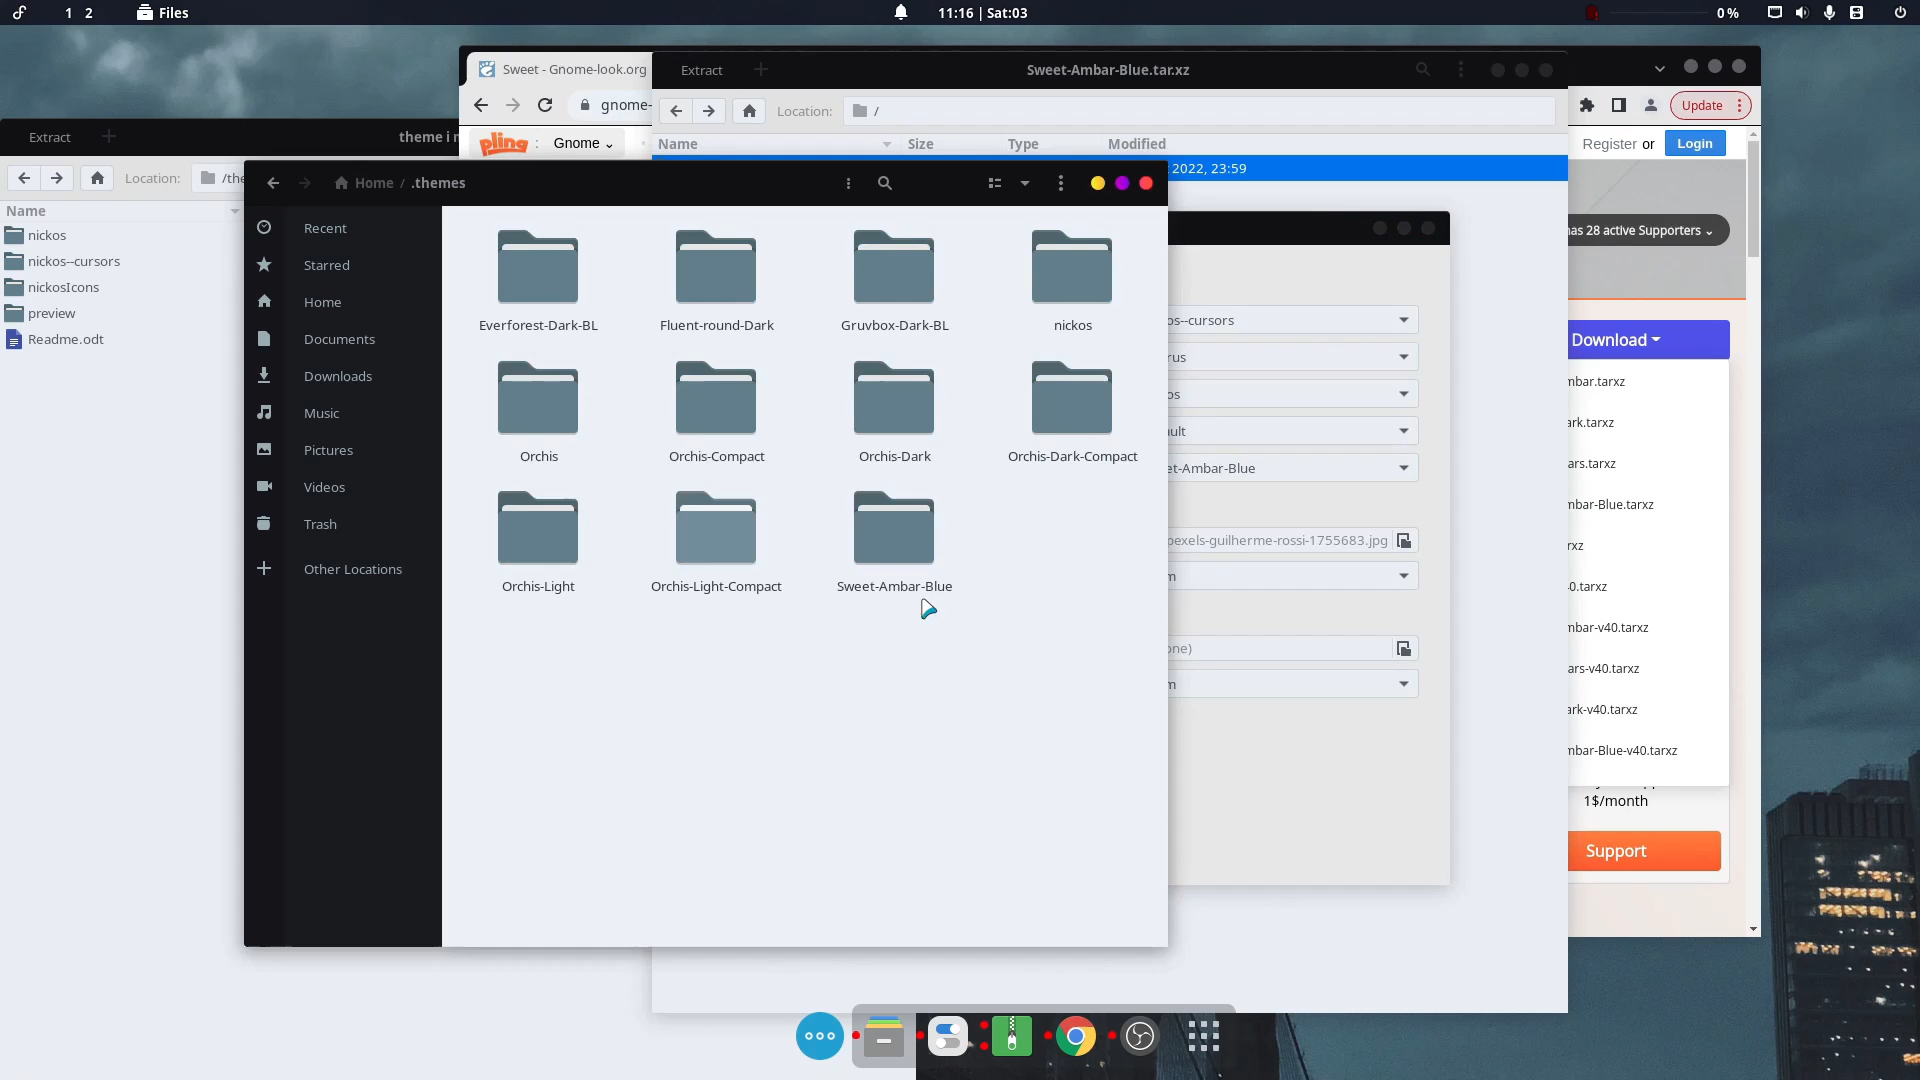 1 2 Files
11:16 | Sat:03
0 %
Sweet - Gnome-look.org
Extract
Sweet-Ambar-Blue.tar.xz
gnome-
Update
Location: /
pling : Gnome
Register or Login
Name Size Type Modified
2022, 23:59
Extract
theme i n
Location: /the
Name
nickos
nickos--cursors
nickosIcons
preview
Readme.odt
Home / .themes
Recent
Starred
Home
Documents
Downloads
Music
Pictures
Videos
Trash
Other Locations
Everforest-Dark-BL
Fluent-round-Dark
Gruvbox-Dark-BL
nickos
Orchis
Orchis-Compact
Orchis-Dark
Orchis-Dark-Compact
Orchis-Light
Orchis-Light-Compact
Sweet-Ambar-Blue
os--cursors
rus
os
ult
et-Ambar-Blue
pexels-guilherme-rossi-1755683.jpg
m
one)
m
has 28 active Supporters
Download
mbar.tarxz
ark.tarxz
ars.tarxz
mbar-Blue.tarxz
rxz
40.tarxz
mbar-v40.tarxz
ars-v40.tarxz
ark-v40.tarxz
mbar-Blue-v40.tarxz
1$/month
Support